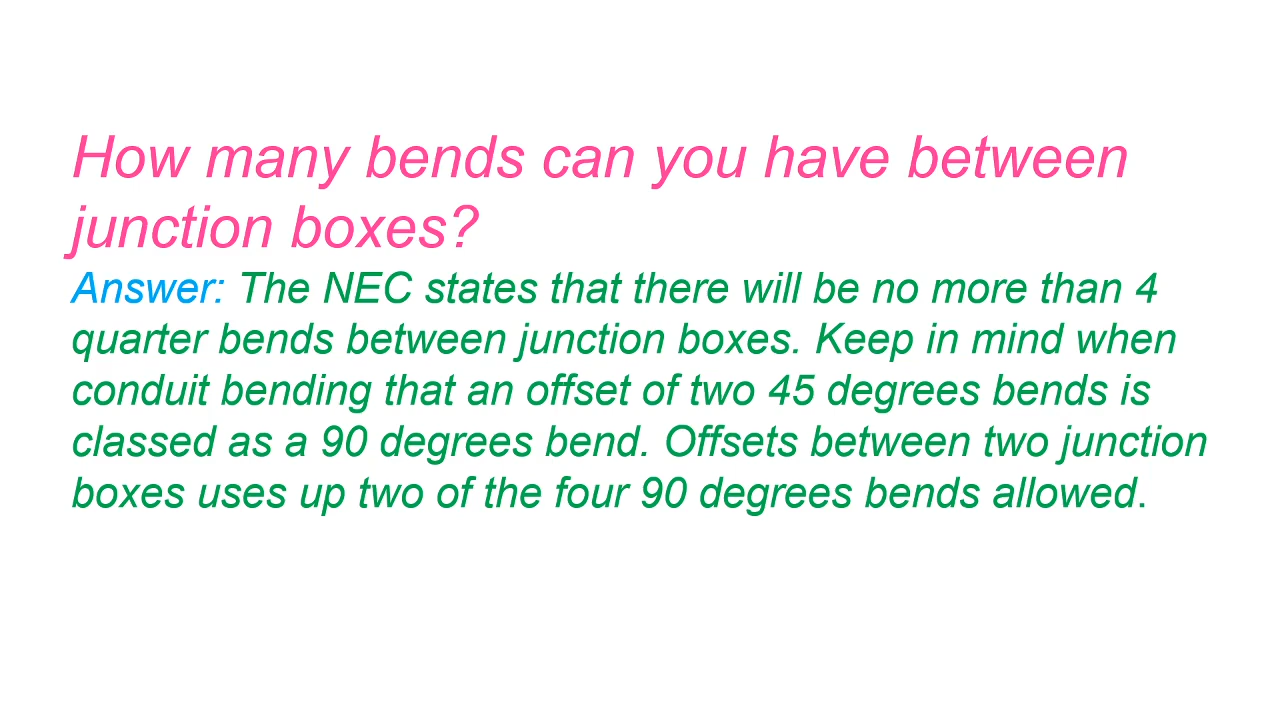 How many bends can you have between
junction boxes?
Answer: The NEC states that there will be no more than 4
quarter bends between junction boxes. Keep in mind when
conduit bending that an offset of two 45 degrees bends is
classed as a 90 degrees bend. Offsets between two junction
boxes uses up two of the four 90 degrees bends allowed.